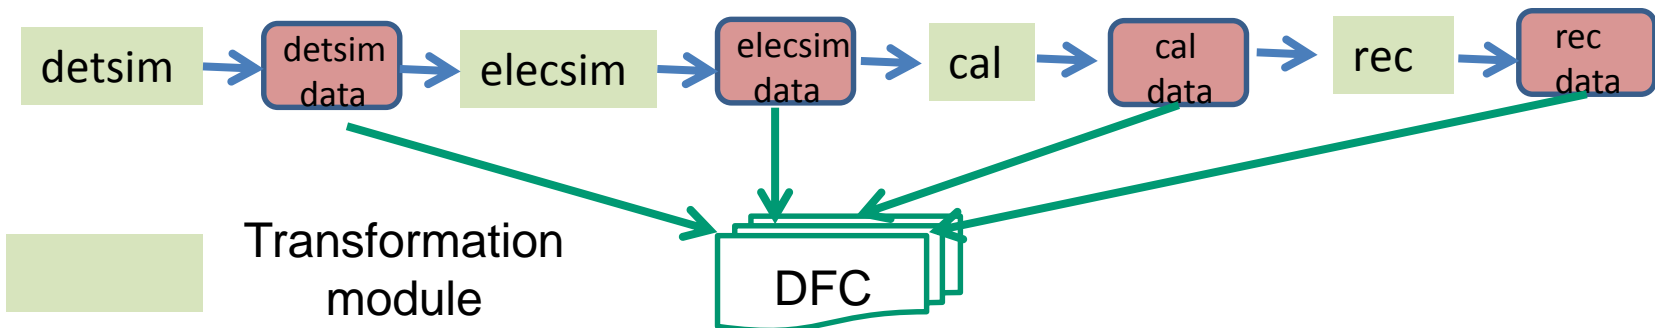 detsim
detsim
data
elecsim
elecsim
data
cal
cal
data
rec
rec
data
Transformation
module
DFC